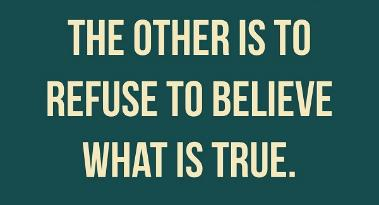 THE OTHER IS TO
REFUSE TO BELIEVE
WHAT IS TRUE.